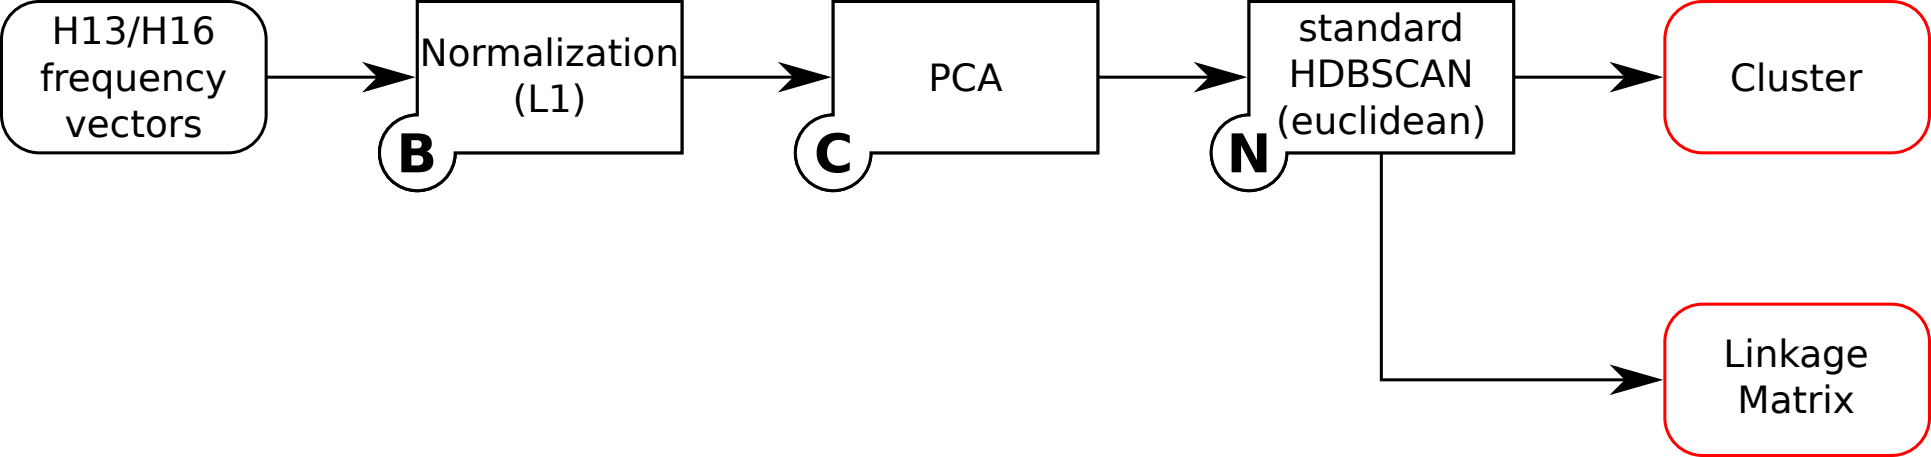 H13/H16
frequency
vectors
Normalization
(L1)
B
PCA
C
standard
HDBSCAN
(euclidean)
N
Cluster
Linkage
Matrix